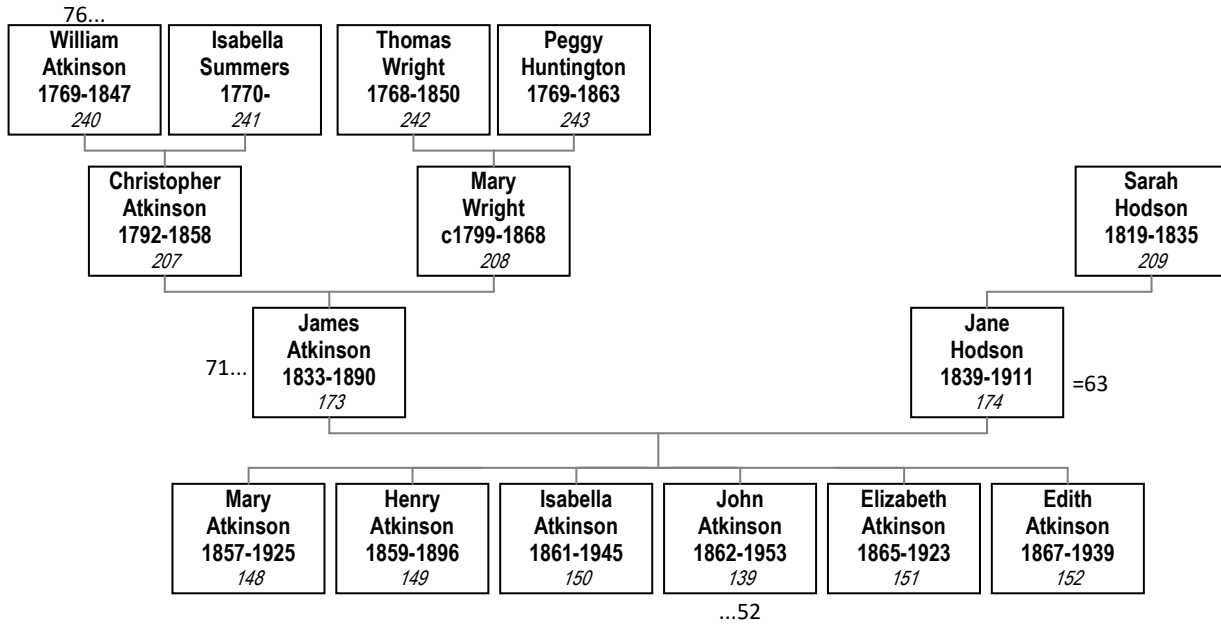 76...
William
Atkinson
1769-1847
240
Isabella
Summers
1770-
241
Thomas
Wright
1768-1850
242
Peggy
Huntington
1769-1863
243
Christopher
Atkinson
1792-1858
207
Mary
Wright
c1799-1868
208
Sarah
Hodson
1819-1835
209
71...
James
Atkinson
1833-1890
173
Jane
Hodson
1839-1911
174
=63
Mary
Atkinson
1857-1925
148
Henry
Atkinson
1859-1896
149
Isabella
Atkinson
1861-1945
150
John
Atkinson
1862-1953
139
Elizabeth
Atkinson
1865-1923
151
Edith
Atkinson
1867-1939
152
...52